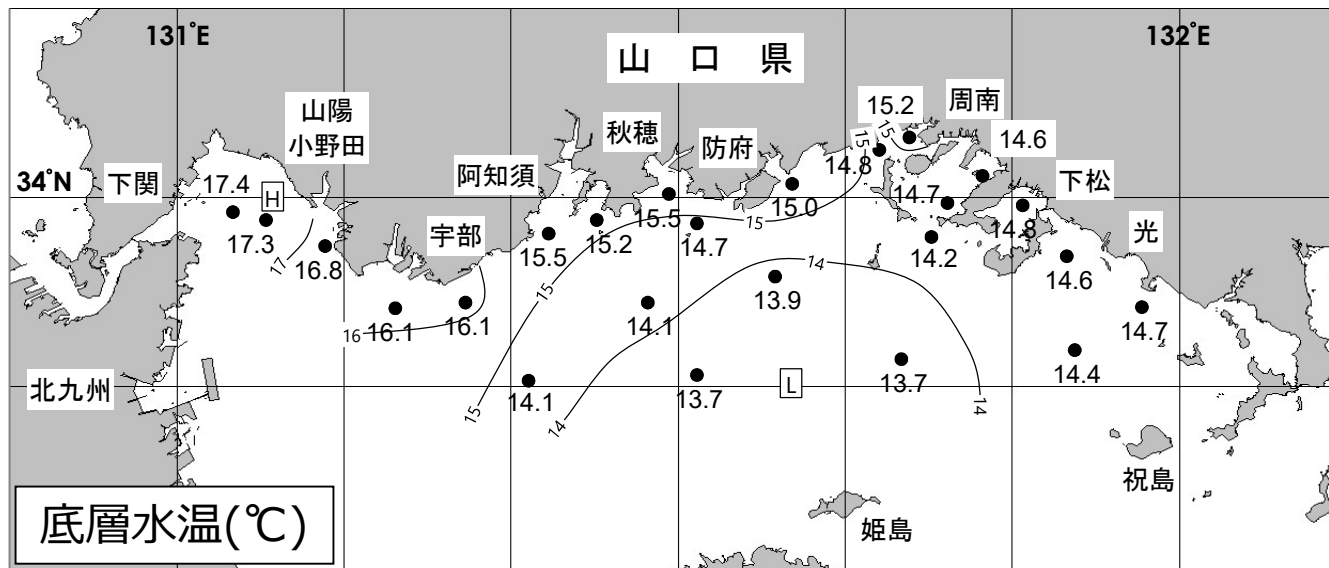 131°E
132°E
山 口 県
山陽
小野田
秋穂
防府
15.2
周南
14.6
34°N
下関
17.4
H
17.3
17
16.8
阿知須
宇部
15.5
15.2
15.5
14.7
15
15.0
15
14.8
15
14.7
14.2
14.8
下松
光
14.6
14.7
14.4
16
16.1
16.1
15
14.1
14
13.9
13.7
L
13.7
14
14.1
15
14
北九州
祝島
姫島
底層水温(℃)